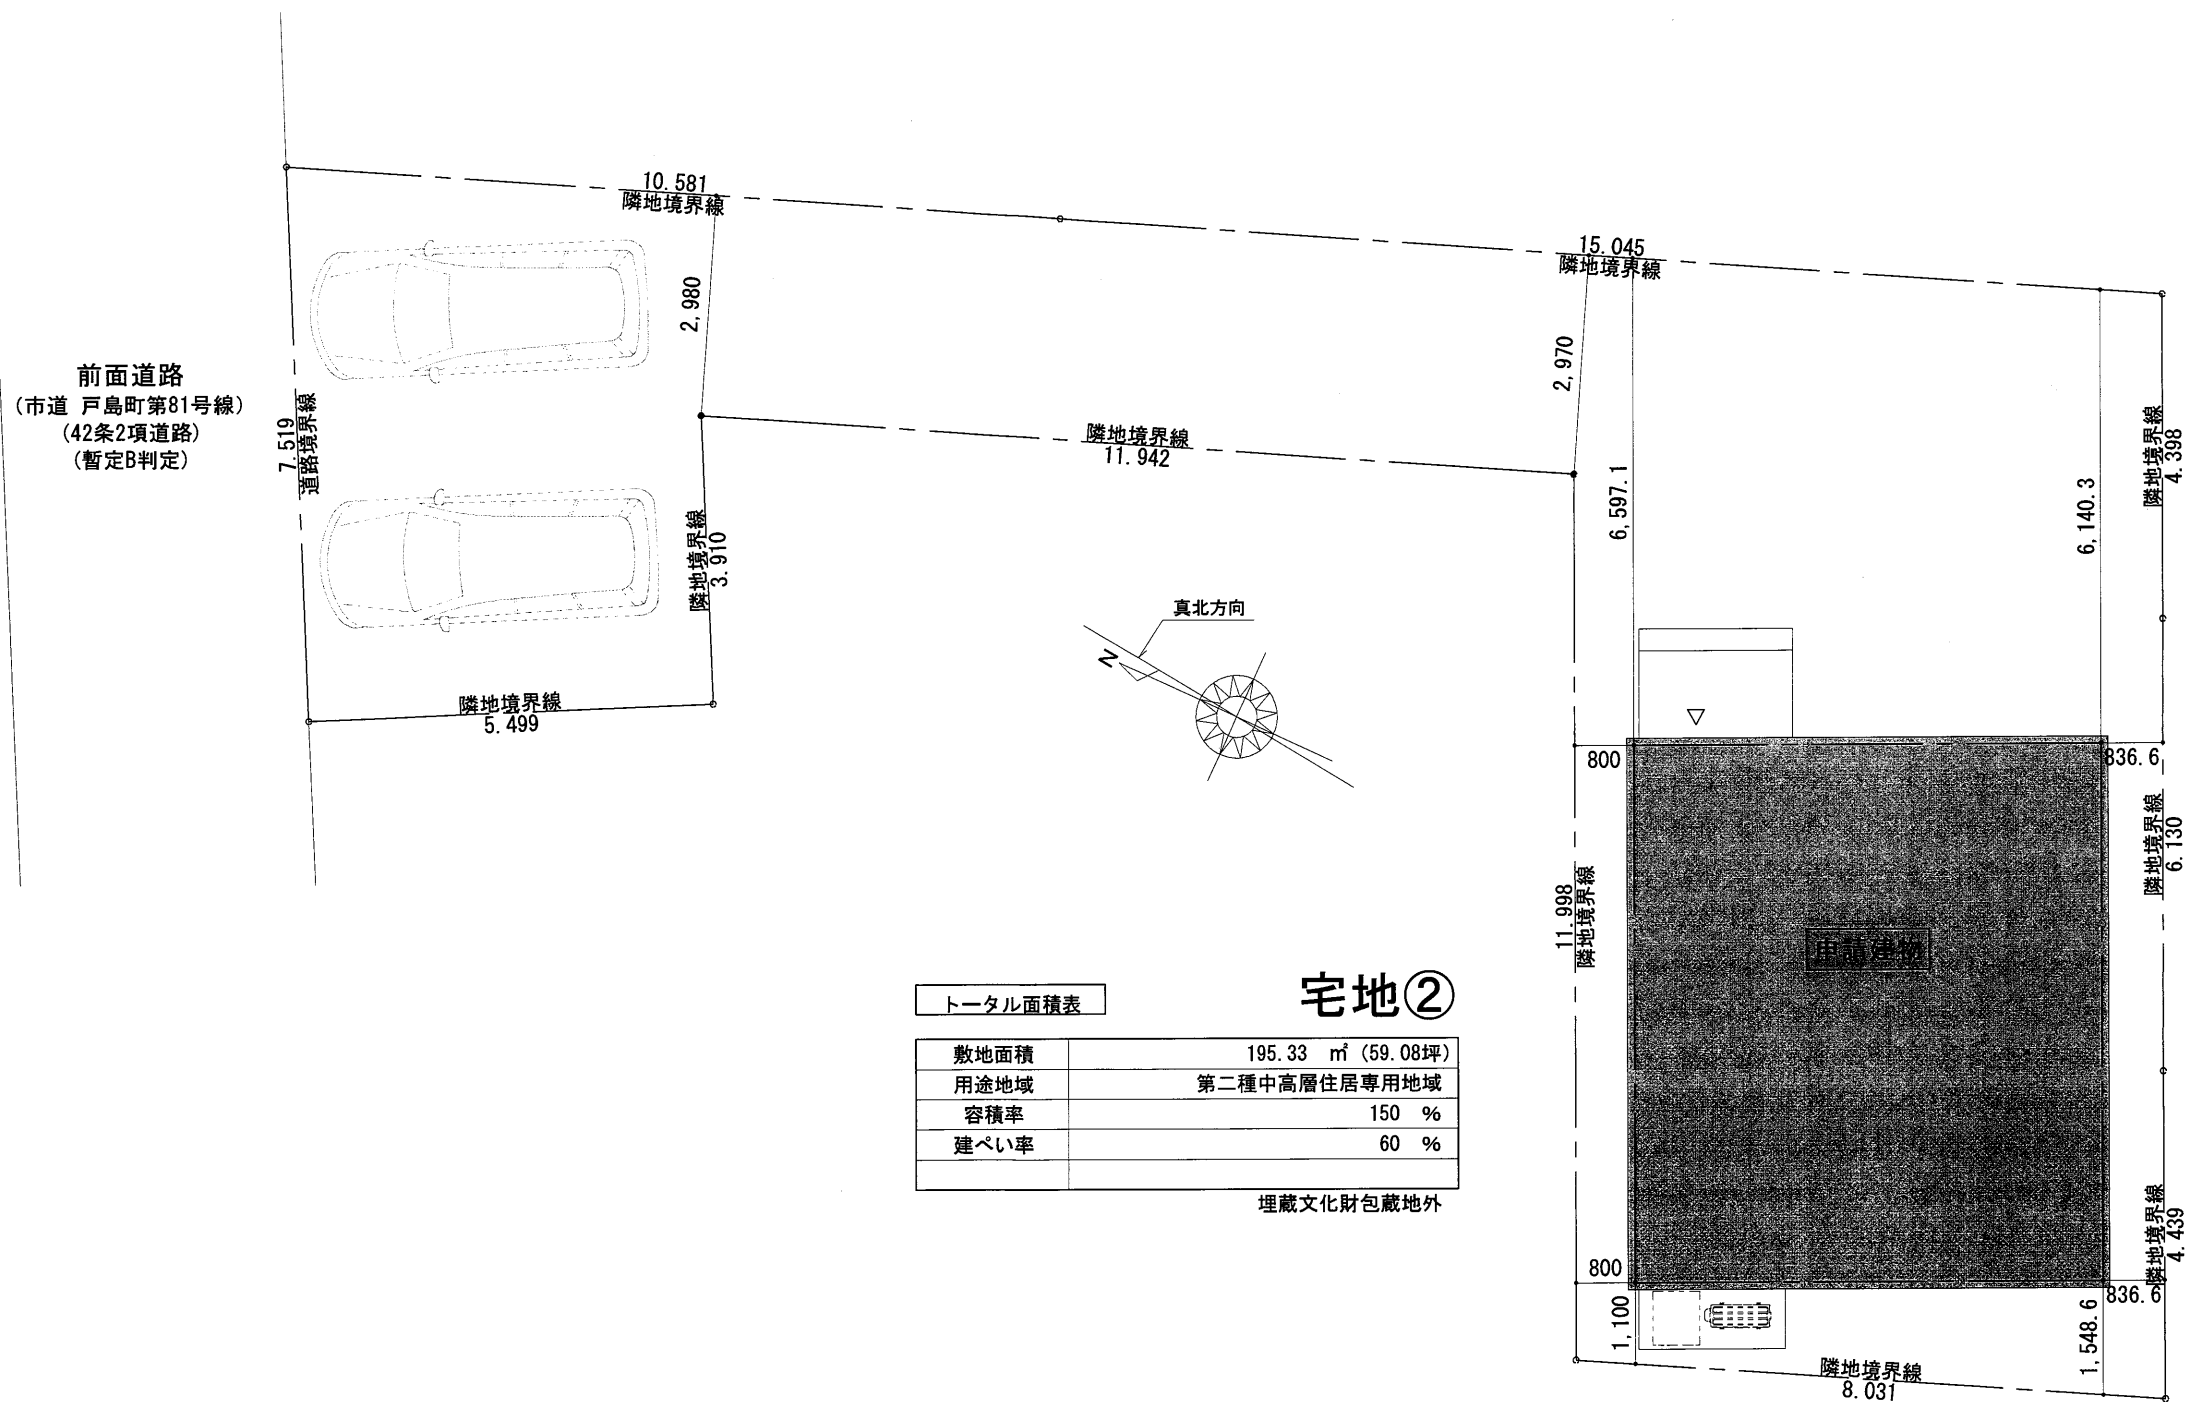 10.581
隣地境界線
15.045
隣地境界線
2,980
2,970
前面道路
(市道 戸島町第81号線)
(42条2項道路)
(暫定B判定)
7.519
道路境界線
隣地境界線
11.942
6,597.1
6,140.3
隣地境界線
4.398
隣地境界線
3.910
真北方向
N
隣地境界線
5.499
800
836.6
隣地境界線
6.130
11.998
隣地境界線
申請建物
宅地②
トータル面積表
敷地面積 195.33 ㎡ (59.08坪)
用途地域 第二種中高層住居専用地域
容積率 150 %
建ぺい率 60 %
埋蔵文化財包蔵地外
隣地境界線
4.439
800
836.6
1,100
1,548.6
隣地境界線
8.031